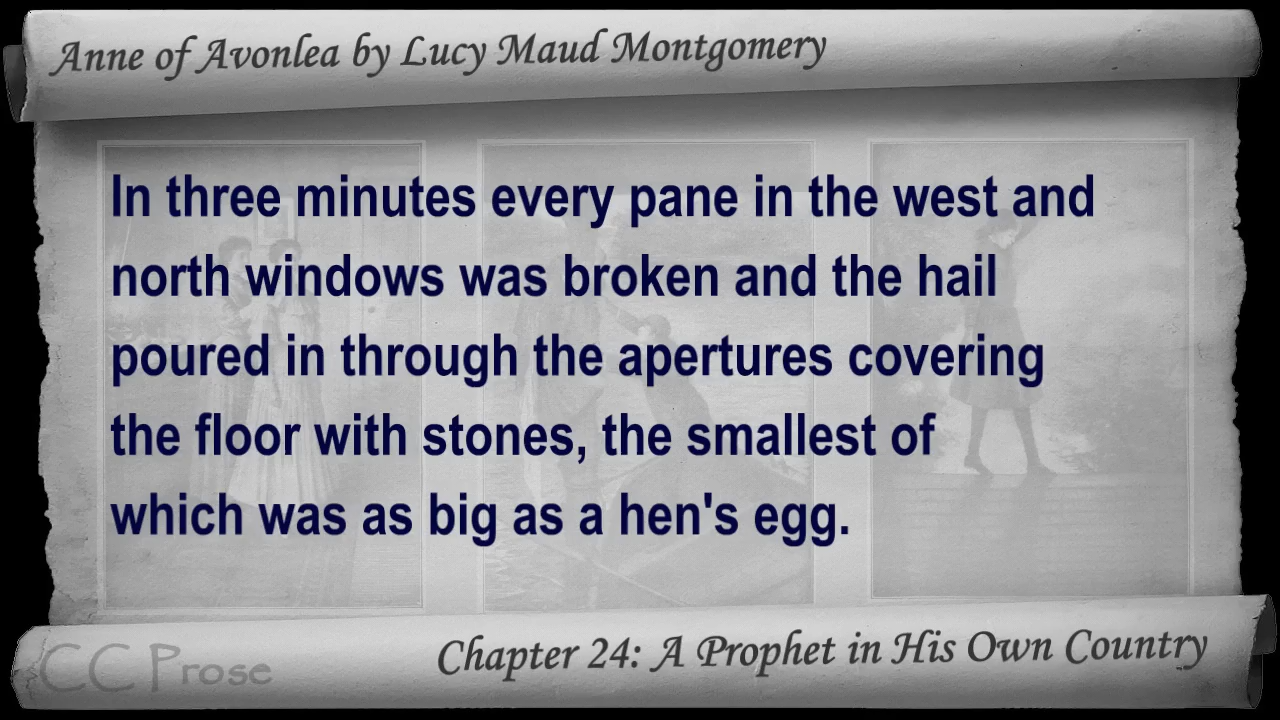 Anne of Avonlea by Lucy Maud Montgomery
In three minutes every pane in the west and
north windows was broken and the hail
poured in through the apertures covering
the floor with stones, the smallest of
which was as big as a hen's egg.
CC Prose
Chapter 24: A Prophet in His Own Country